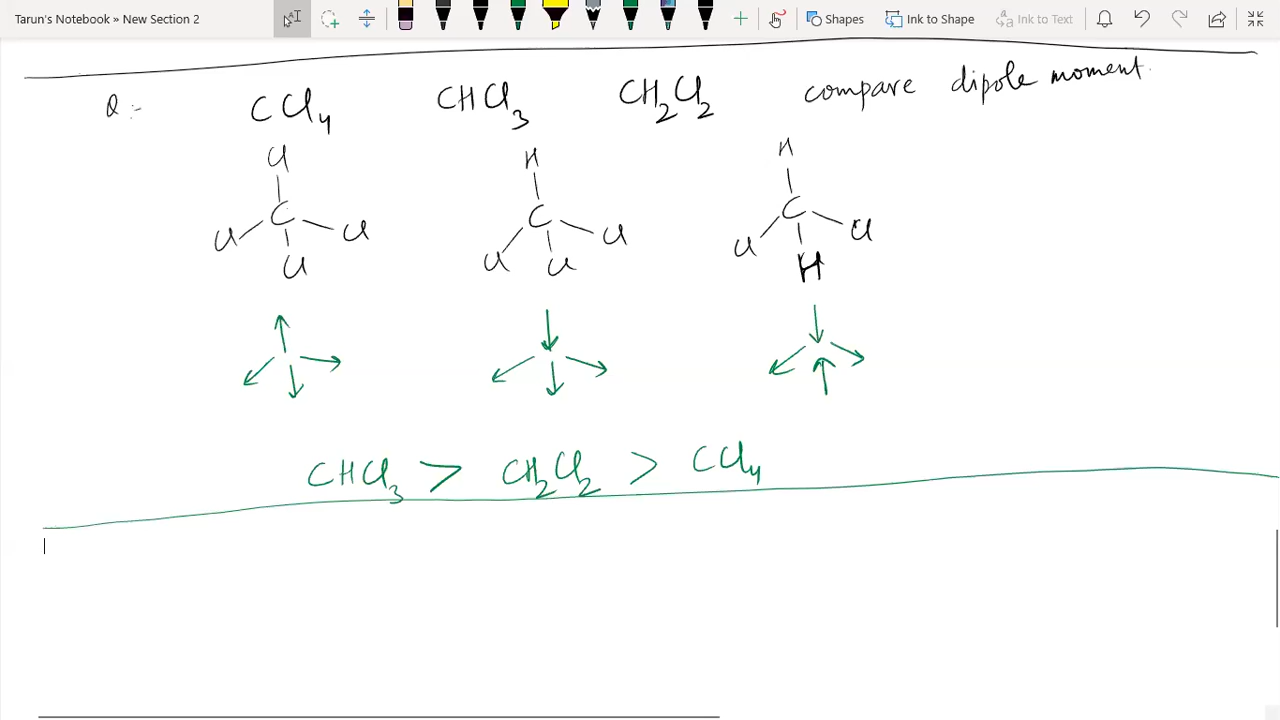 Tarun's Notebook » New Section 2
Shapes Ink to Shape Ink to Text
Q:- CCl4 CHCl3 CH2Cl2 compare dipole moment.
Cl H H
C C C
Cl Cl Cl Cl Cl Cl
Cl Cl H
CHCl3 > CH2Cl2 > CCl4